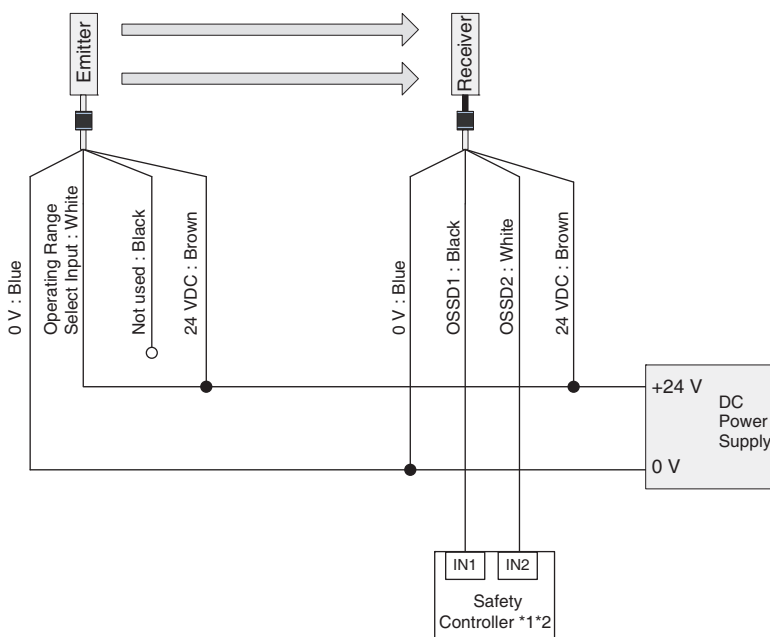 Emitter
Receiver
0 V : Blue
Operating Range
Select Input : White
Not used : Black
24 VDC : Brown
0 V : Blue
OSSD1 : Black
OSSD2 : White
24 VDC : Brown
+24 V
DC
Power
Supply
0 V
IN1
IN2
Safety
Controller *1*2